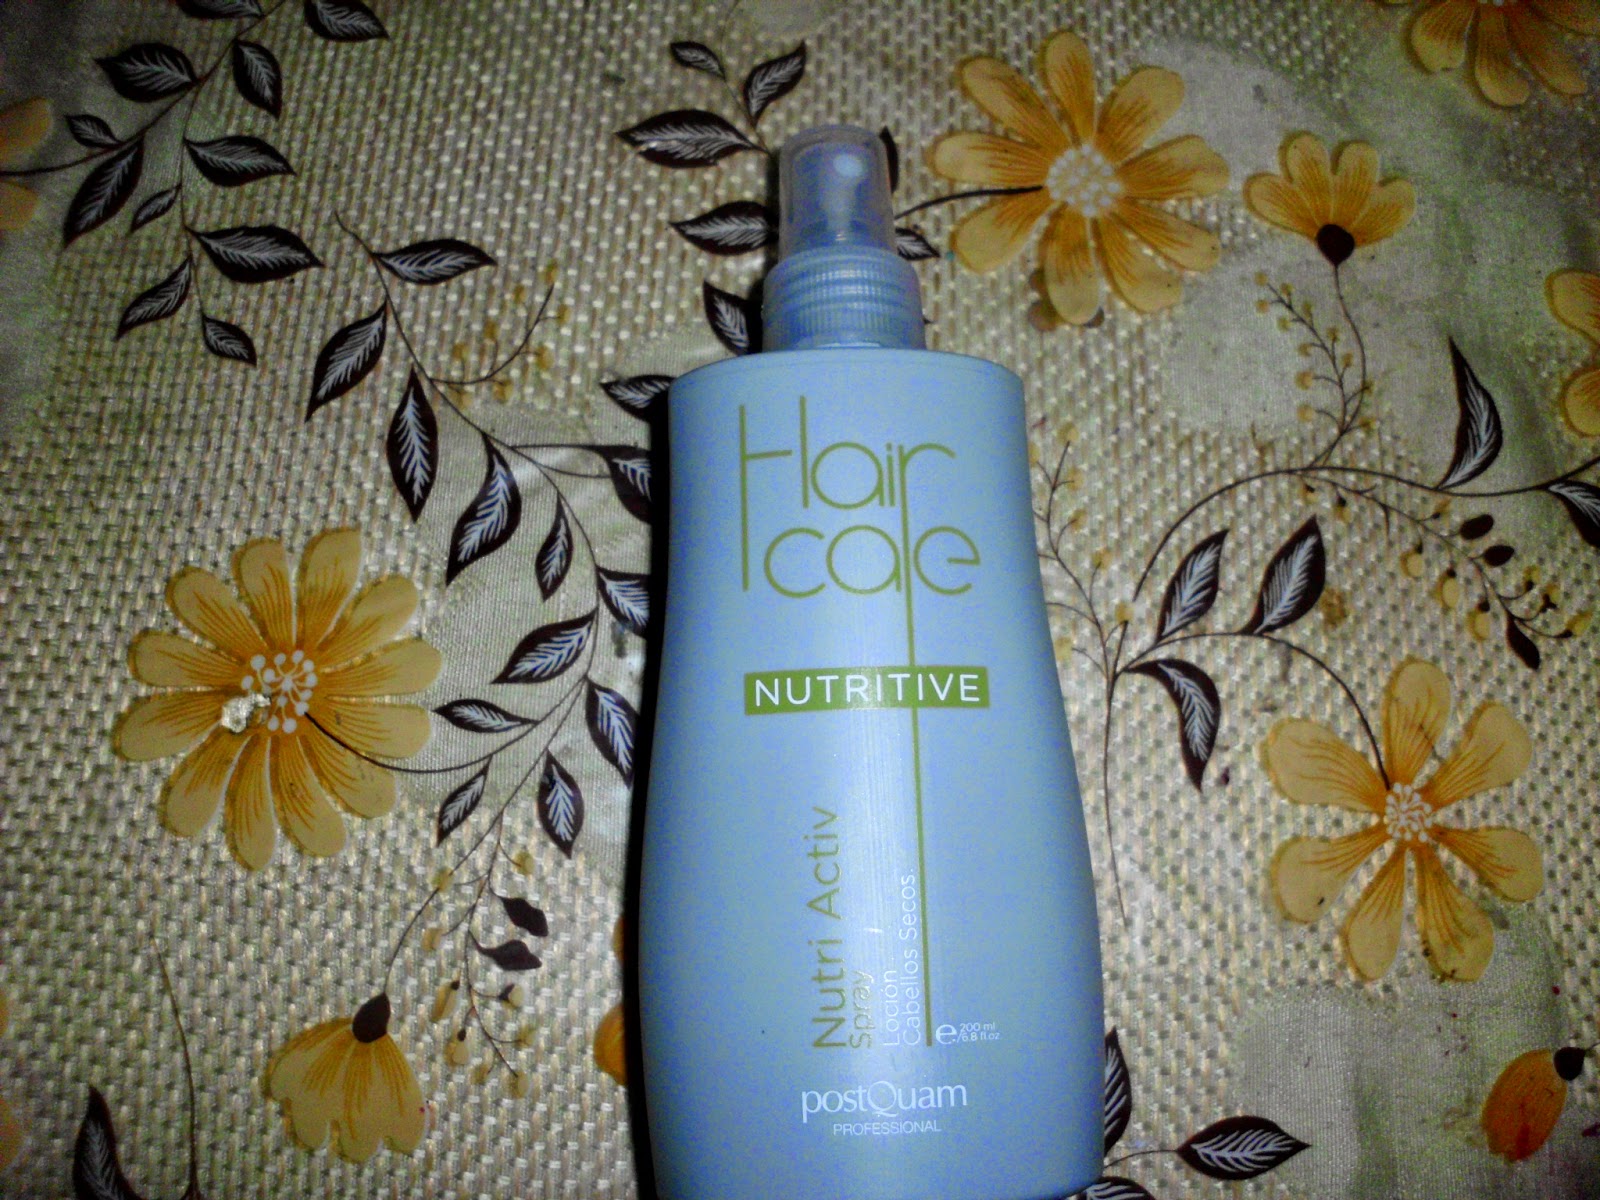 Hair
care
NUTRITIVE
Nutri Activ
Spray
Loción.
Cabellos Secos.
e 200 ml.
/6.8 fl.oz
postQuam
PROFESSIONAL